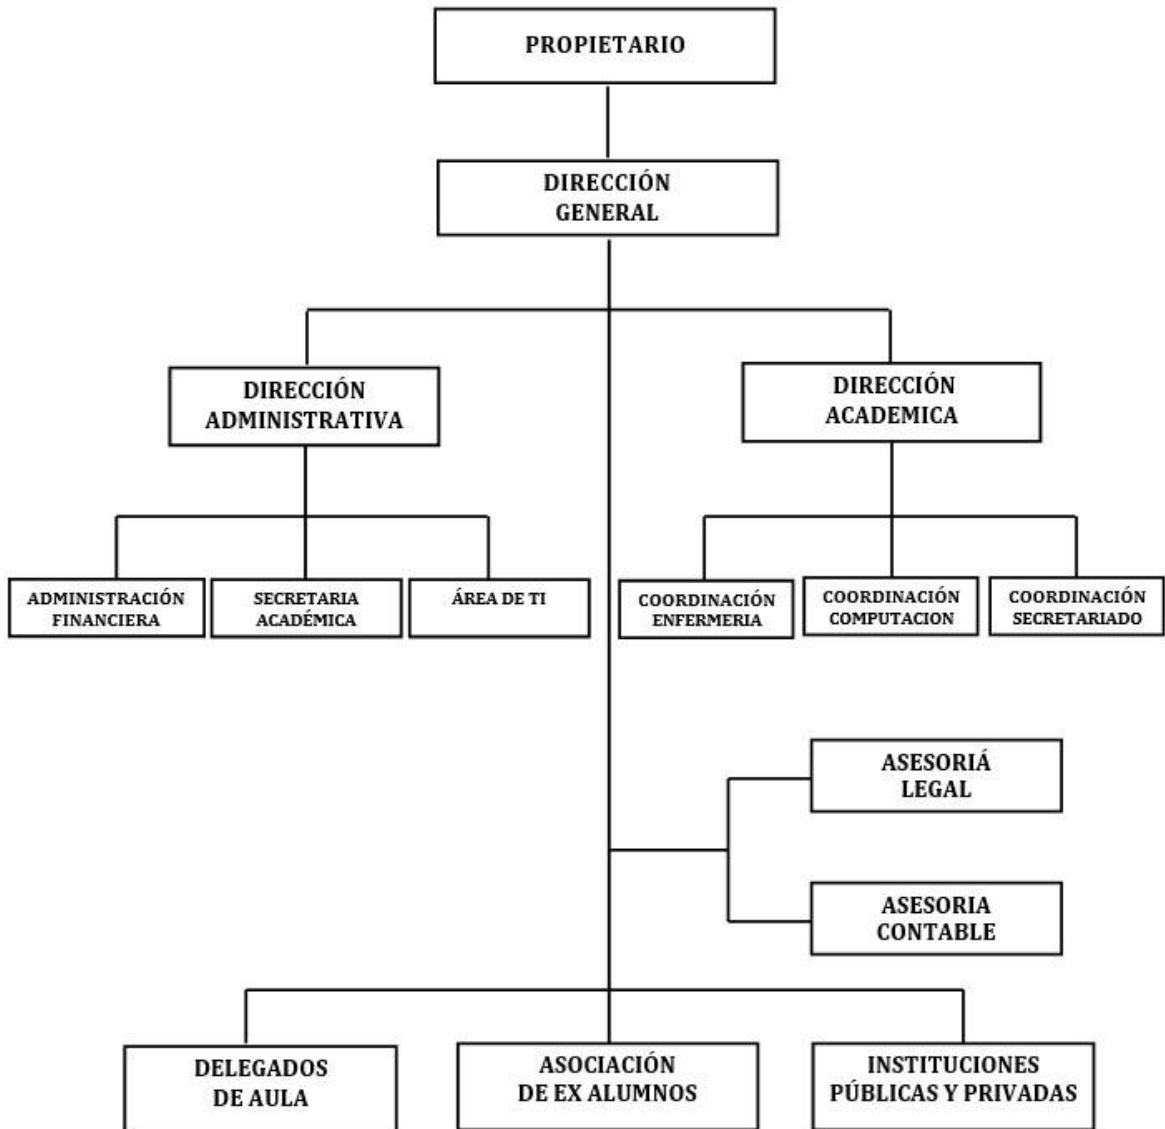 PROPIETARIO
DIRECCIÓN
GENERAL
DIRECCIÓN
ADMINISTRATIVA
DIRECCIÓN
ACADEMICA
ADMINISTRACIÓN
FINANCIERA
SECRETARIA
ACADÉMICA
ÁREA DE TI
COORDINACIÓN
ENFERMERIA
COORDINACIÓN
COMPUTACION
COORDINACIÓN
SECRETARIADO
ASESORIÁ
LEGAL
ASESORIA
CONTABLE
DELEGADOS
DE AULA
ASOCIACIÓN
DE EX ALUMNOS
INSTITUCIONES
PÚBLICAS Y PRIVADAS